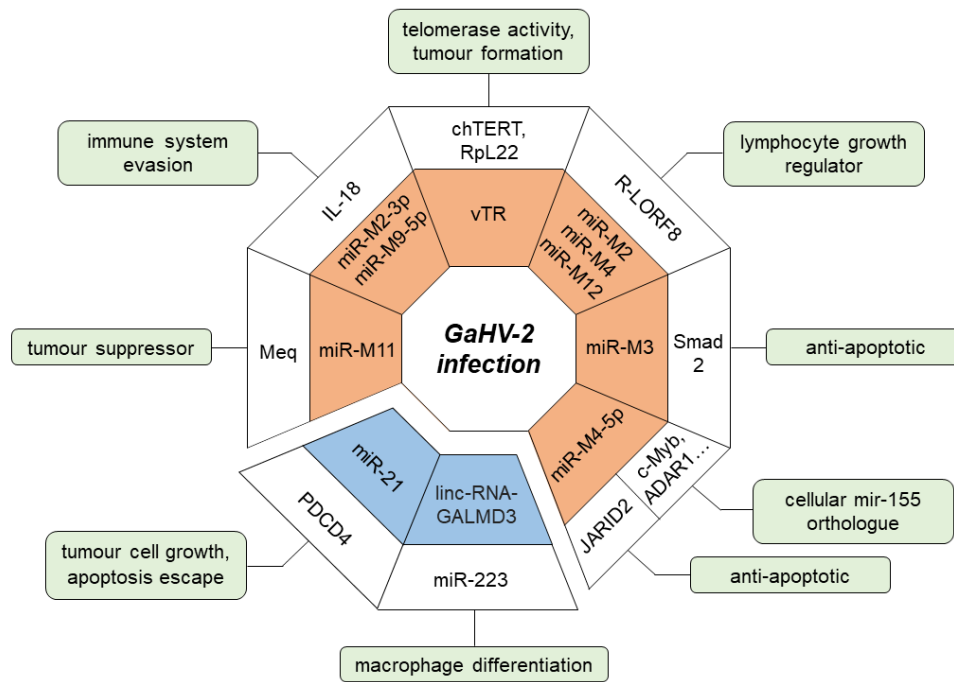 telomerase activity,
tumour formation
immune system
evasion
lymphocyte growth
regulator
chTERT,
RpL22
IL-18
R-LORF8
miR-M2-3p
miR-M9-5p
vTR
miR-M2
miR-M4
miR-M12
tumour suppressor
Meq
miR-M11
GaHV-2
infection
miR-M3
Smad
2
anti-apoptotic
miR-M4-5p
c-Myb,
ADAR1...
JARID2
miR-21
linc-RNA-
GALMD3
PDCD4
miR-223
cellular mir-155
orthologue
tumour cell growth,
apoptosis escape
anti-apoptotic
macrophage differentiation